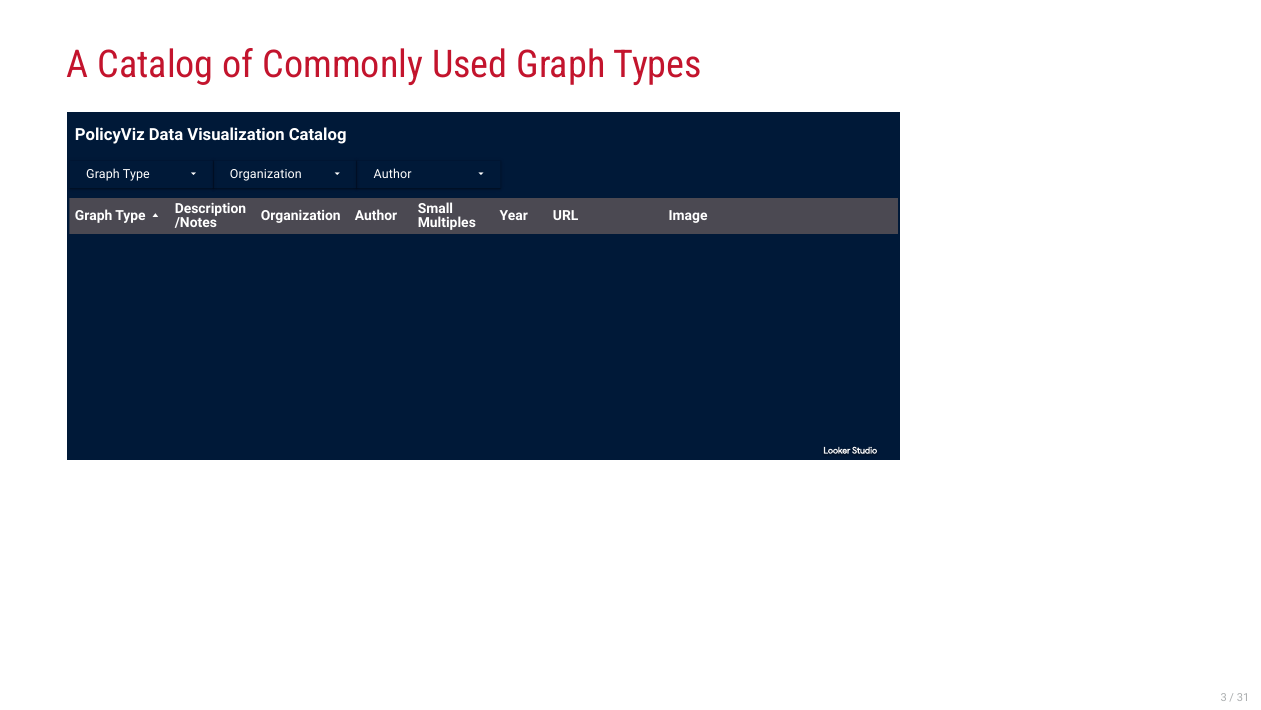 A Catalog of Commonly Used Graph Types
PolicyViz Data Visualization Catalog
Graph Type Organization Author
Graph Type Description /Notes Organization Author Small Multiples Year URL Image
Looker Studio
3 / 31